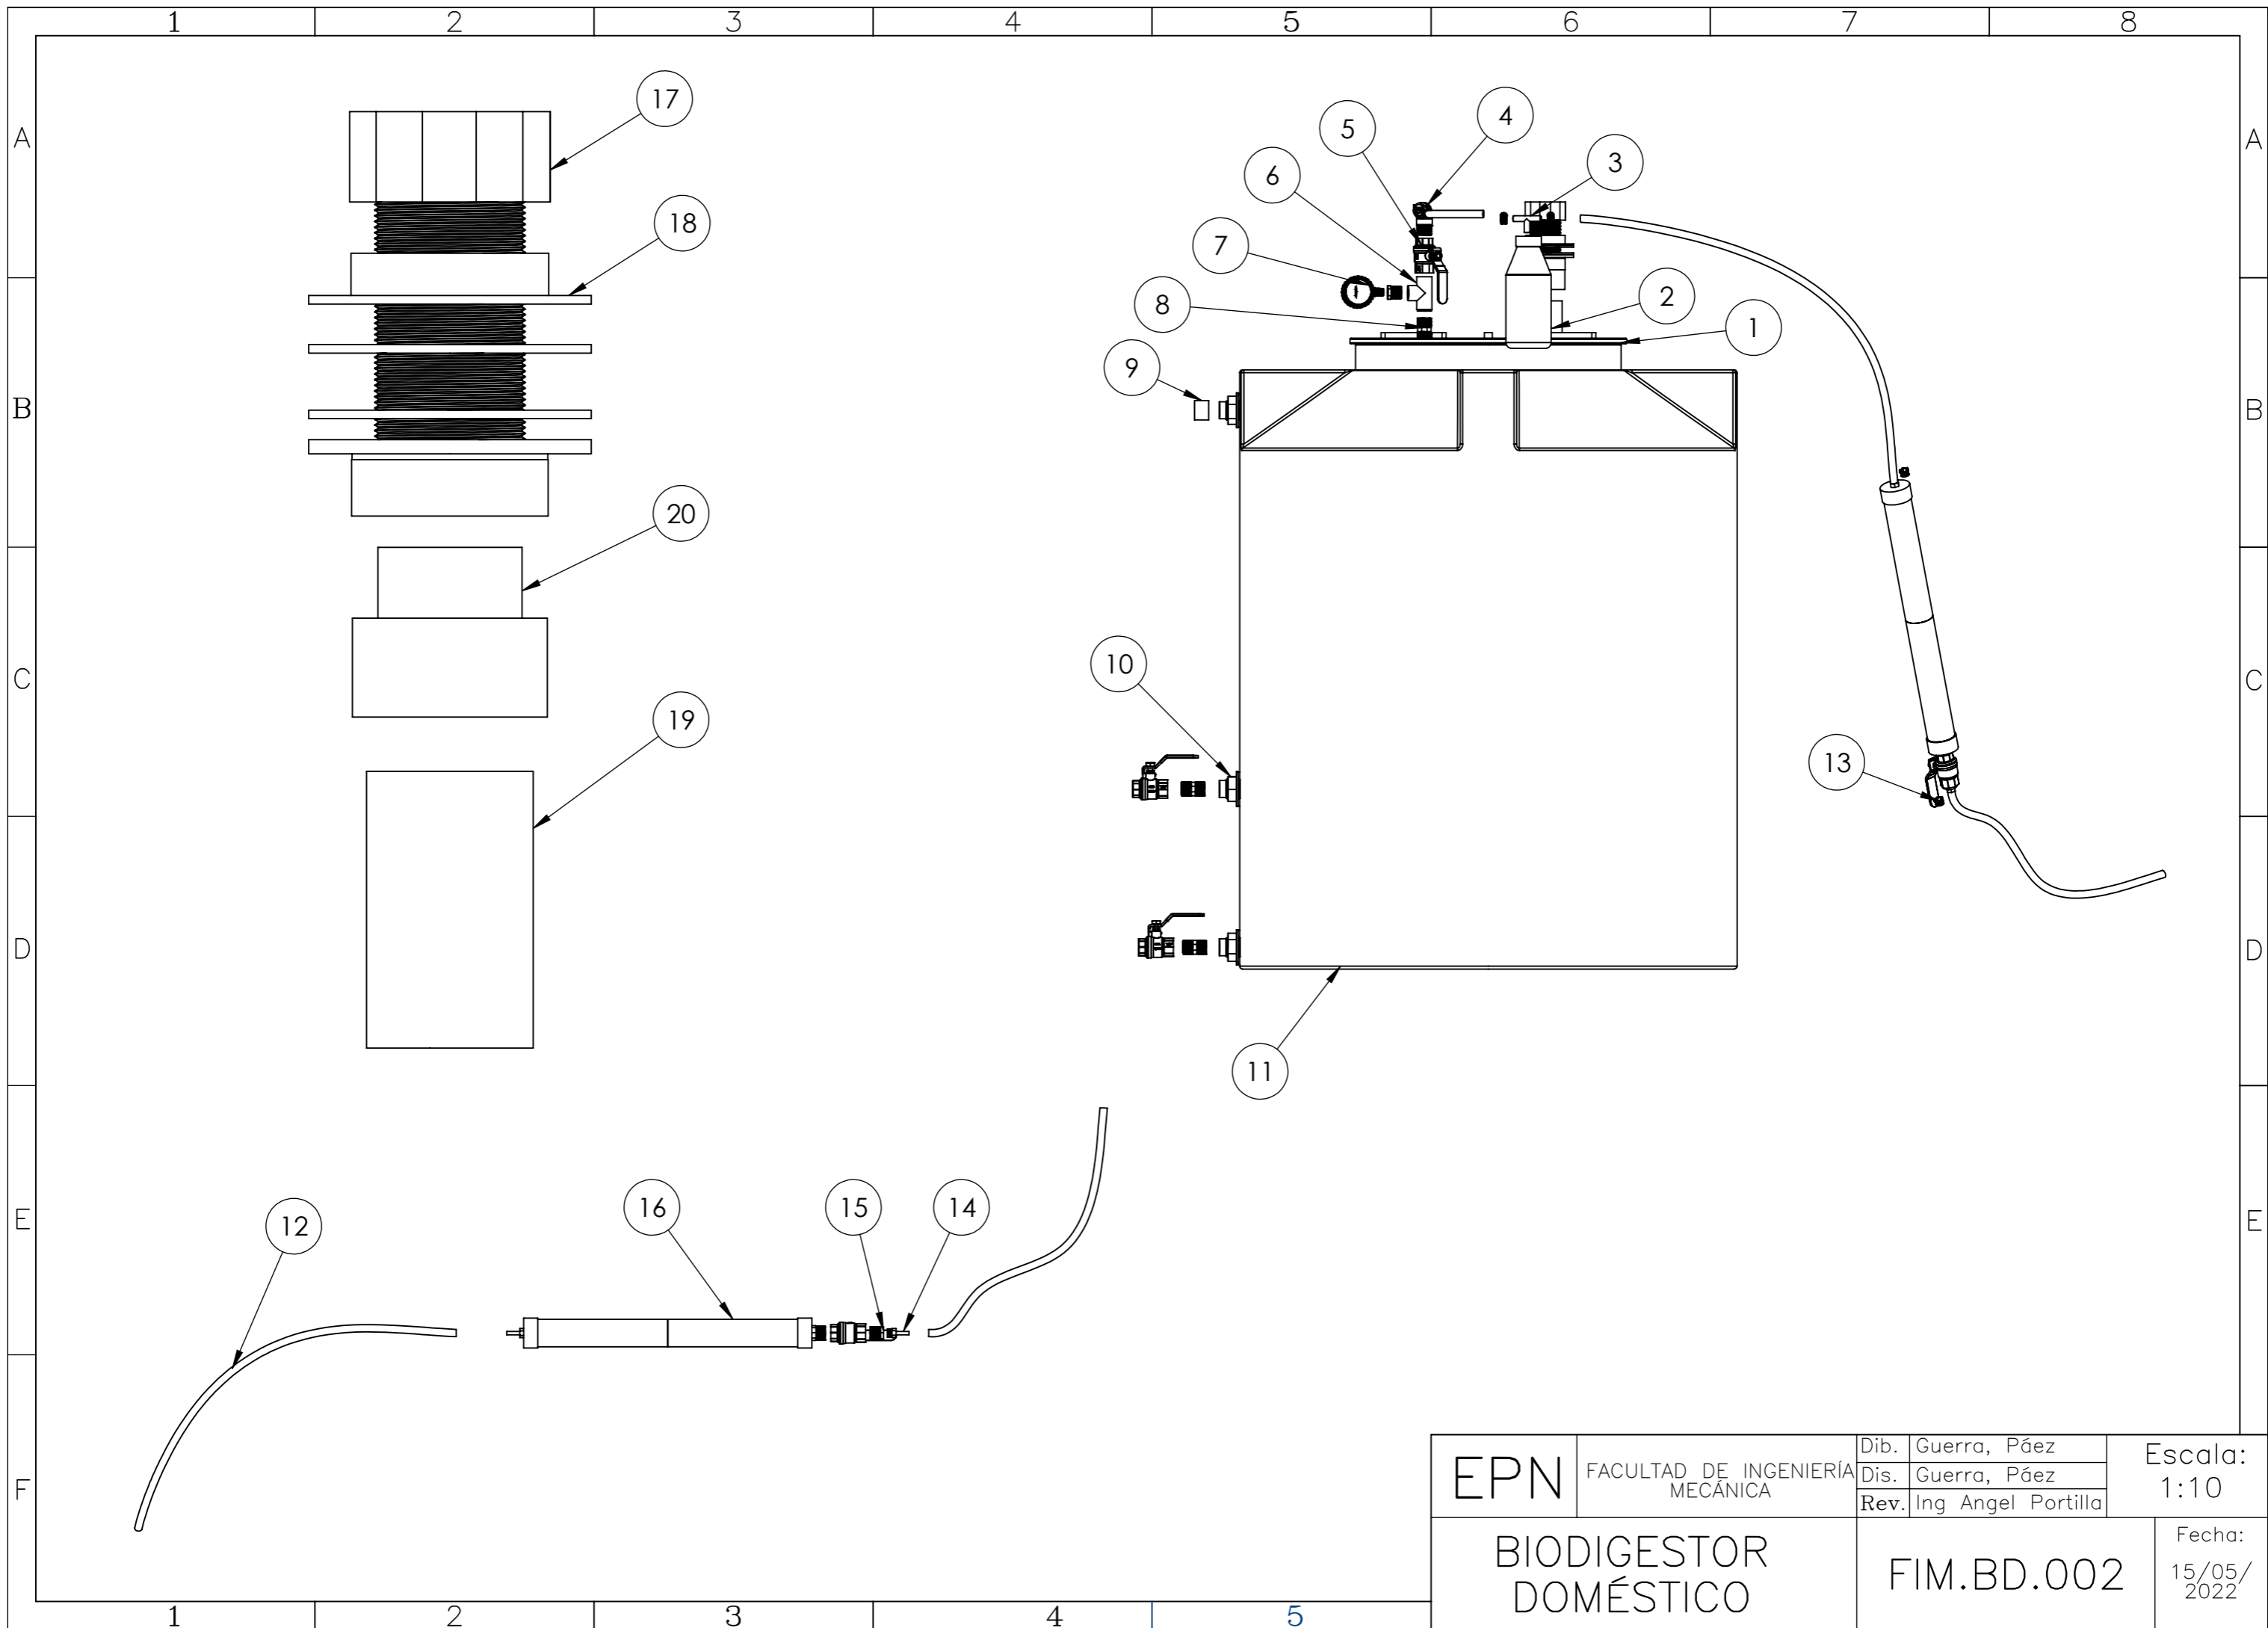 1 2 3 4 5 6 7 8
A A
B B
C C
D D
E E
F
17
18
20
19
4
5
3
6
7
2
8
1
9
10
13
11
12
16
15
14
EPN
FACULTAD DE INGENIERÍA
MECÁNICA
Dib. Guerra, Páez
Dis. Guerra, Páez
Rev. Ing Angel Portilla
Escala:
1:10
BIODIGESTOR
DOMÉSTICO
FIM.BD.002
Fecha:
15/05/
2022
1 2 3 4 5